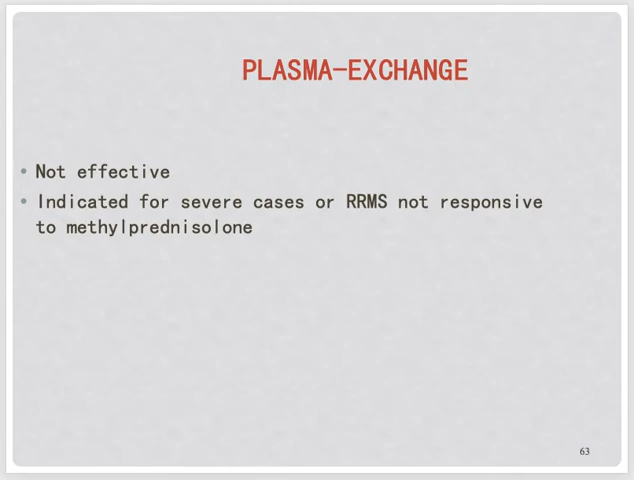 PLASMA-EXCHANGE
• Not effective
• Indicated for severe cases or RRMS not responsive
to methylprednisolone
63